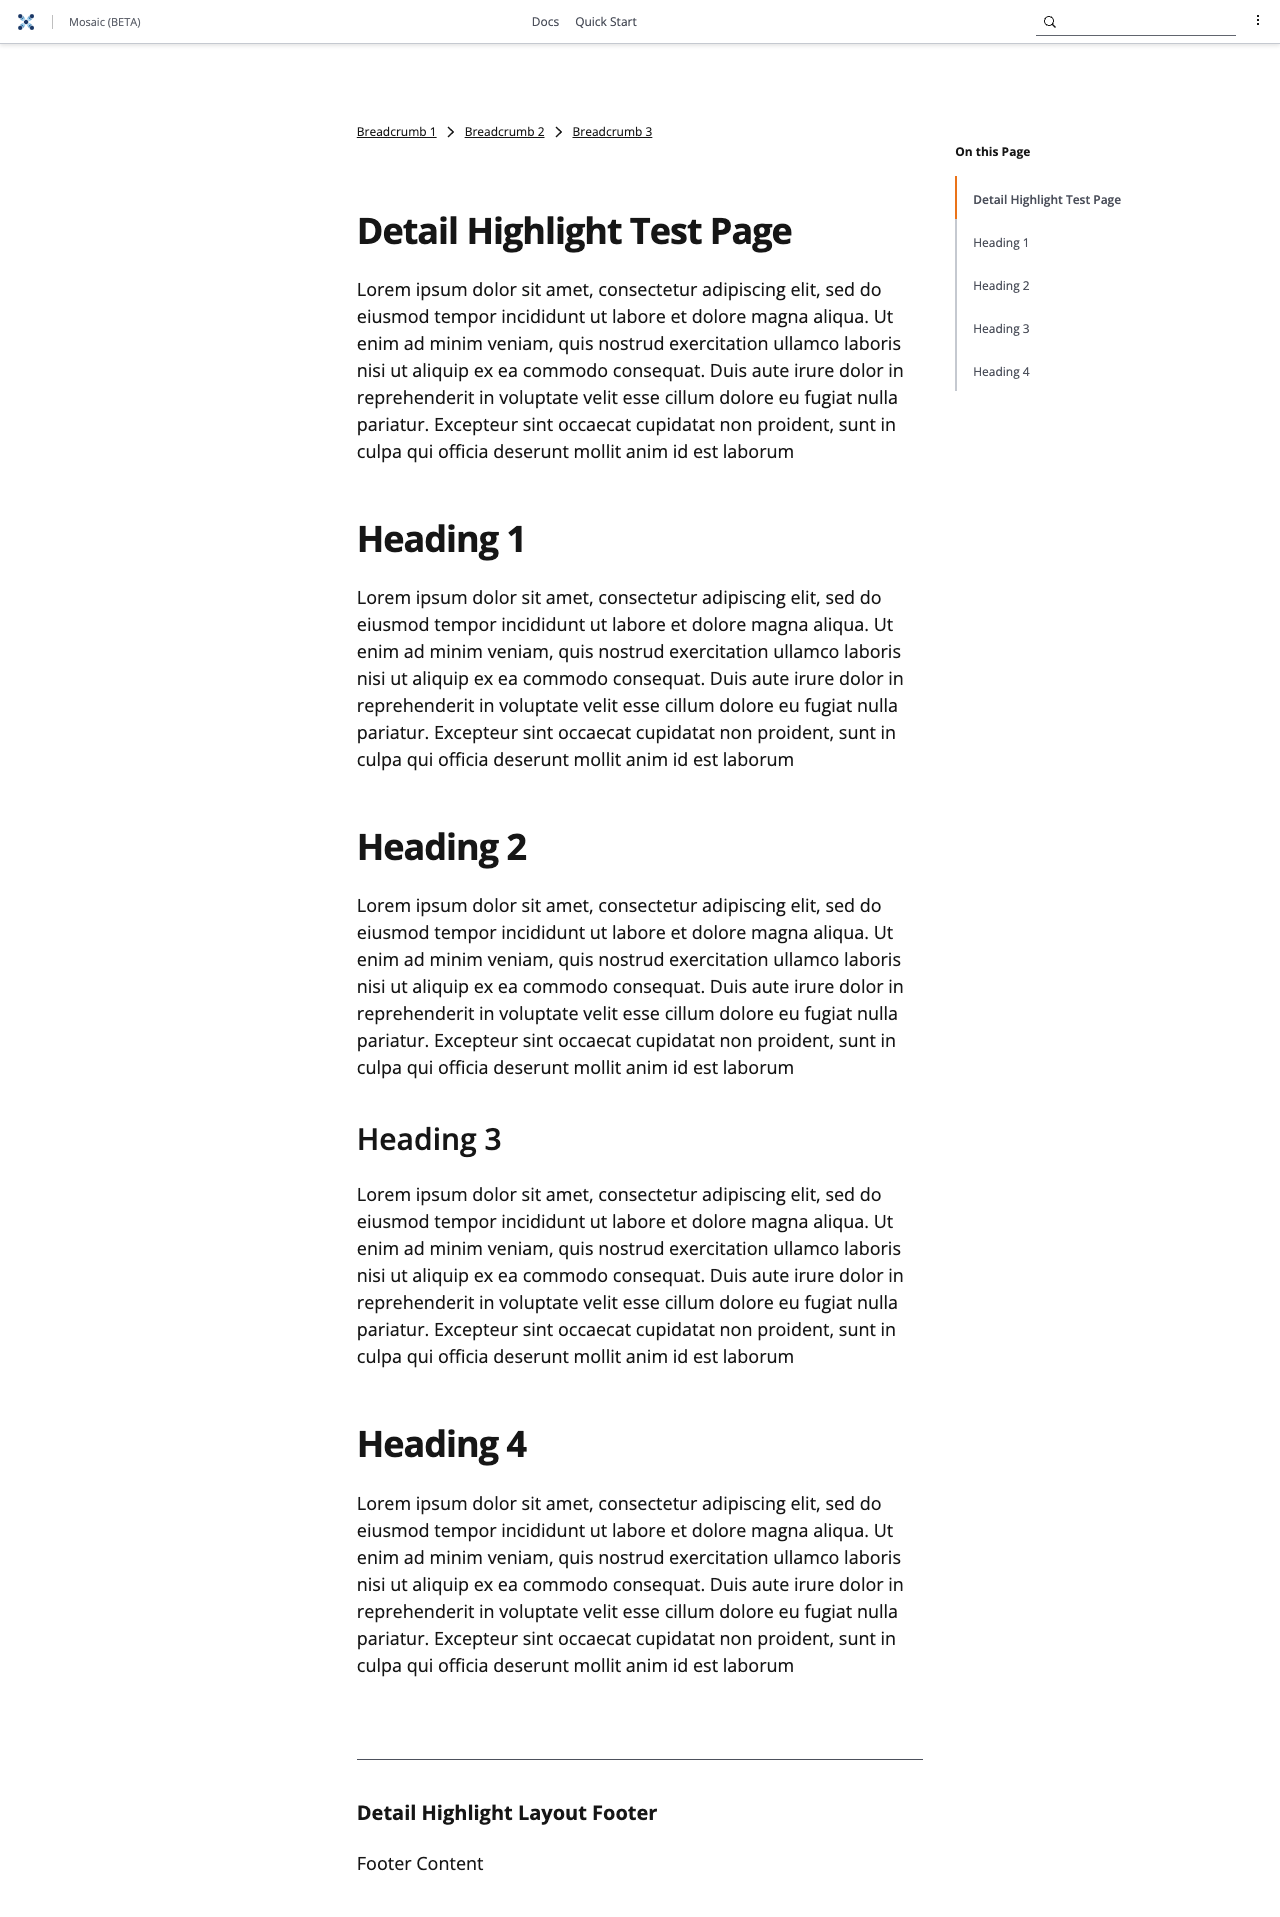 Mosaic (BETA)
Docs
Quick Start
Breadcrumb 1
Breadcrumb 2
Breadcrumb 3
On this Page
Detail Highlight Test Page
Heading 1
Heading 2
Heading 3
Heading 4
Detail Highlight Test Page
Lorem ipsum dolor sit amet, consectetur adipiscing elit, sed do
eiusmod tempor incididunt ut labore et dolore magna aliqua. Ut
enim ad minim veniam, quis nostrud exercitation ullamco laboris
nisi ut aliquip ex ea commodo consequat. Duis aute irure dolor in
reprehenderit in voluptate velit esse cillum dolore eu fugiat nulla
pariatur. Excepteur sint occaecat cupidatat non proident, sunt in
culpa qui officia deserunt mollit anim id est laborum
Heading 1
Lorem ipsum dolor sit amet, consectetur adipiscing elit, sed do
eiusmod tempor incididunt ut labore et dolore magna aliqua. Ut
enim ad minim veniam, quis nostrud exercitation ullamco laboris
nisi ut aliquip ex ea commodo consequat. Duis aute irure dolor in
reprehenderit in voluptate velit esse cillum dolore eu fugiat nulla
pariatur. Excepteur sint occaecat cupidatat non proident, sunt in
culpa qui officia deserunt mollit anim id est laborum
Heading 2
Lorem ipsum dolor sit amet, consectetur adipiscing elit, sed do
eiusmod tempor incididunt ut labore et dolore magna aliqua. Ut
enim ad minim veniam, quis nostrud exercitation ullamco laboris
nisi ut aliquip ex ea commodo consequat. Duis aute irure dolor in
reprehenderit in voluptate velit esse cillum dolore eu fugiat nulla
pariatur. Excepteur sint occaecat cupidatat non proident, sunt in
culpa qui officia deserunt mollit anim id est laborum
Heading 3
Lorem ipsum dolor sit amet, consectetur adipiscing elit, sed do
eiusmod tempor incididunt ut labore et dolore magna aliqua. Ut
enim ad minim veniam, quis nostrud exercitation ullamco laboris
nisi ut aliquip ex ea commodo consequat. Duis aute irure dolor in
reprehenderit in voluptate velit esse cillum dolore eu fugiat nulla
pariatur. Excepteur sint occaecat cupidatat non proident, sunt in
culpa qui officia deserunt mollit anim id est laborum
Heading 4
Lorem ipsum dolor sit amet, consectetur adipiscing elit, sed do
eiusmod tempor incididunt ut labore et dolore magna aliqua. Ut
enim ad minim veniam, quis nostrud exercitation ullamco laboris
nisi ut aliquip ex ea commodo consequat. Duis aute irure dolor in
reprehenderit in voluptate velit esse cillum dolore eu fugiat nulla
pariatur. Excepteur sint occaecat cupidatat non proident, sunt in
culpa qui officia deserunt mollit anim id est laborum
Detail Highlight Layout Footer
Footer Content